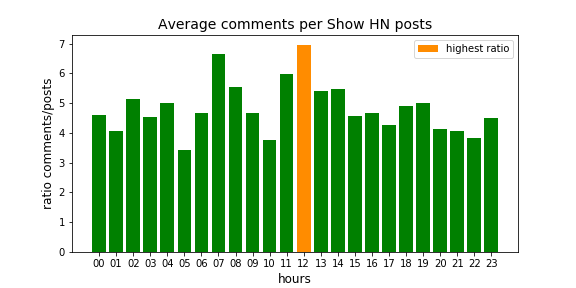 Average comments per Show HN posts
highest ratio
ratio comments/posts
7
6
5
4
3
2
1
0
00 01 02 03 04 05 06 07 08 09 10 11 12 13 14 15 16 17 18 19 20 21 22 23
hours